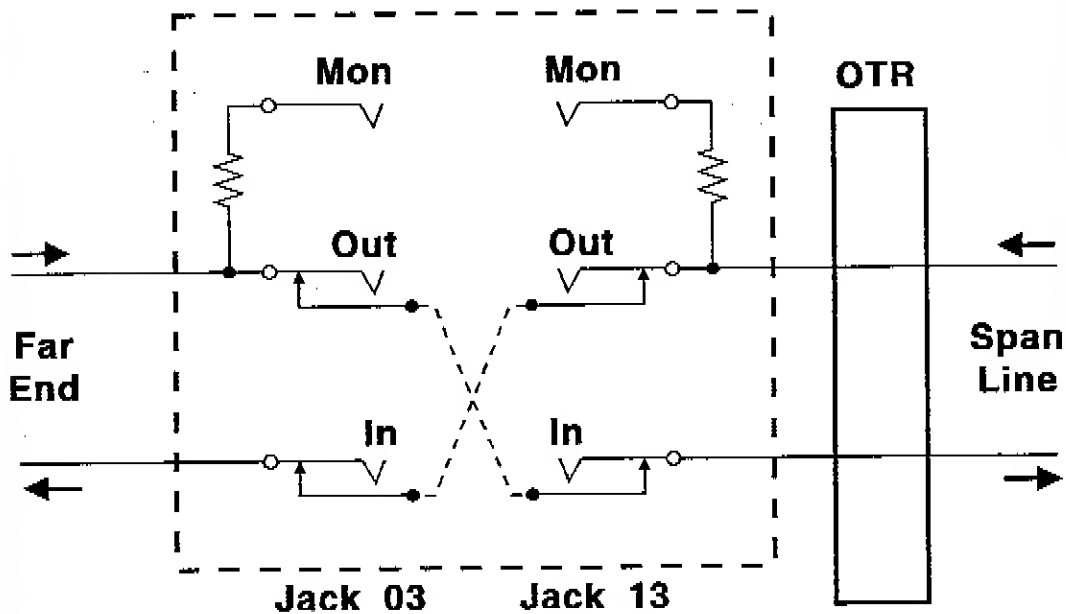 Mon
Mon
OTR
Out
Out
Far
End
Span
Line
In
In
Jack 03
Jack 13